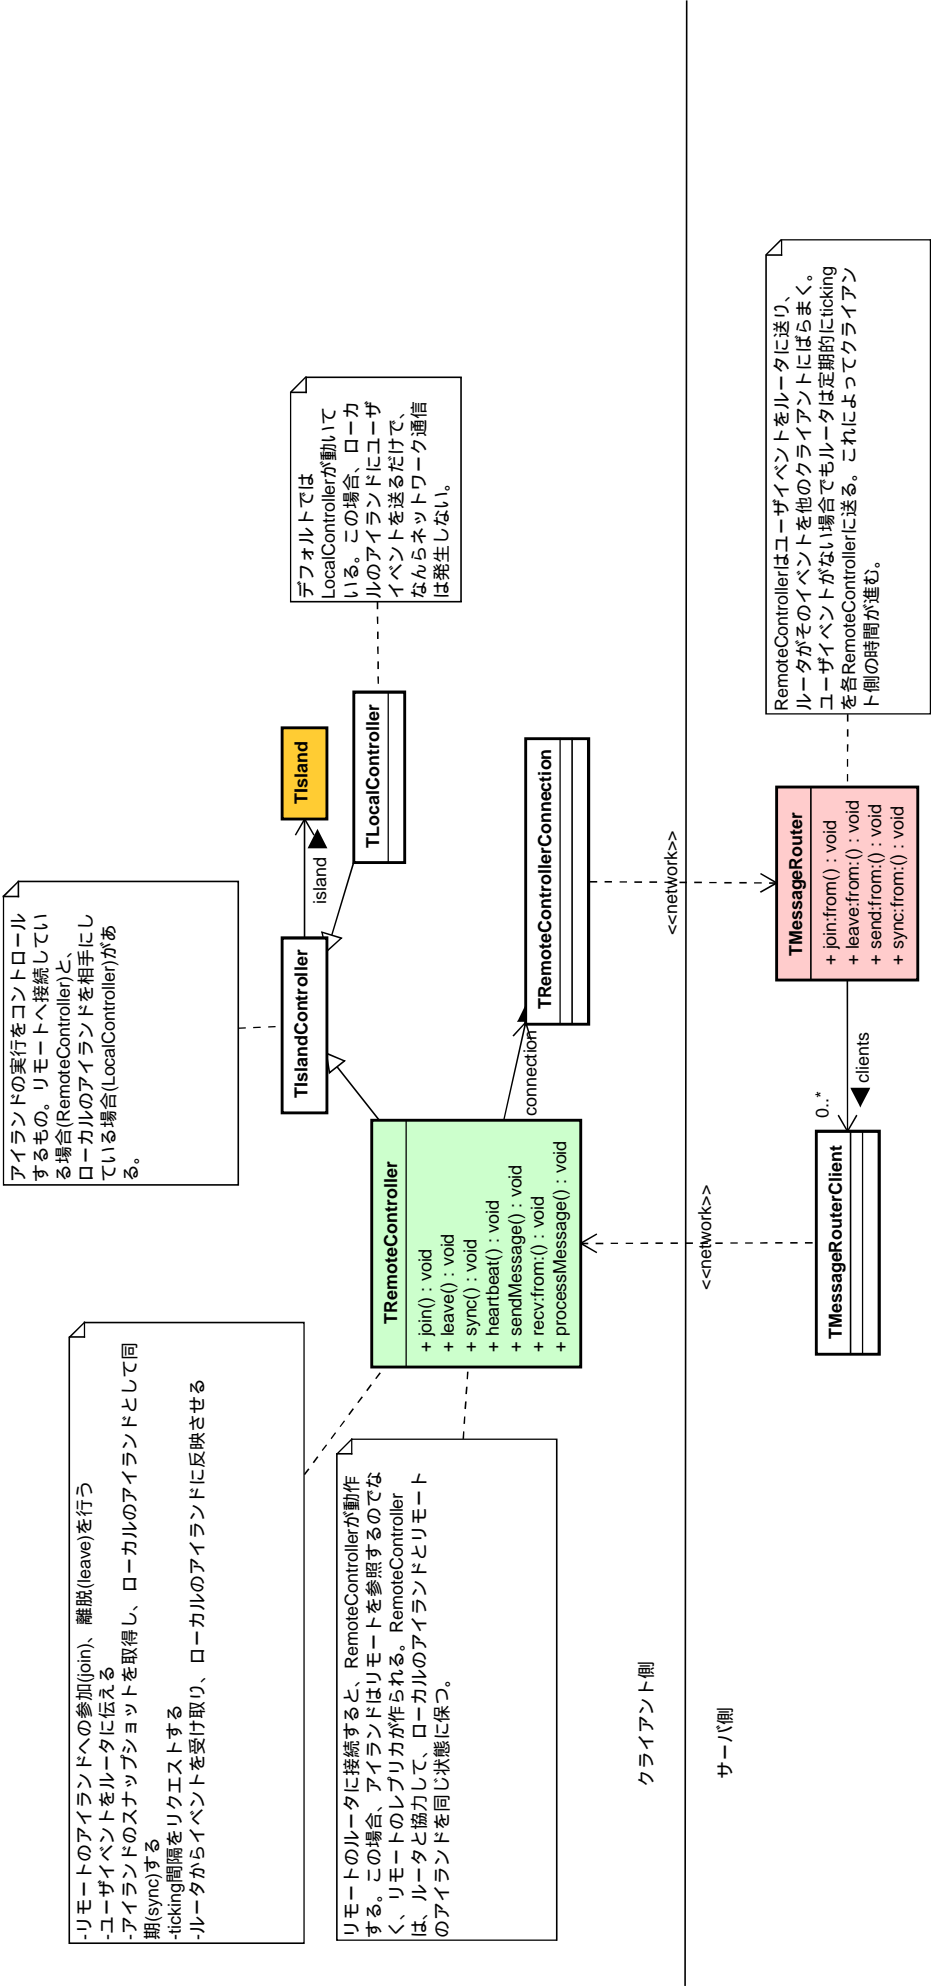 -リモートのアイランドへの参加(join)、離脱(leave)を行う
-ユーザイベントをルータに伝える
-アイランドのスナップショットを取得し、ローカルのアイランドとして同
期(sync)する
-ticking間隔をリクエストする
-ルータからイベントを受け取り、ローカルのアイランドに反映させる
リモートのルータに接続すると、RemoteControllerが動作
する。この場合、アイランドはリモートを参照するのでな
く、リモートのレプリカが作られる。RemoteController
は、ルータと協力して、ローカルのアイランドとリモート
のアイランドを同じ状態に保つ。
アイランドの実行をコントロール
するもの。リモートへ接続してい
る場合(RemoteController)と、
ローカルのアイランドを相手にし
ている場合(LocalController)があ
る。
TIslandController
island
TIsland
TLocalController
デフォルトでは
LocalControllerが動いて
いる。この場合、ローカ
ルのアイランドにユーザ
イベントを送るだけで、
なんらネットワーク通信
は発生しない。
TRemoteController
+ join() : void
+ leave() : void
+ sync() : void
+ heartbeat() : void
+ sendMessage() : void
+ recv:from:() : void
+ processMessage() : void
connection
TRemoteControllerConnection
<<network>>
<<network>>
クライアント側
サーバ側
TMessageRouterClient
0..*
clients
TMessageRouter
+ join:from() : void
+ leave:from:() : void
+ send:from:() : void
+ sync:from:() : void
RemoteControllerはユーザイベントをルータに送り、
ルータがそのイベントを他のクライアントにばらまく。
ユーザイベントがない場合でもルータは定期的にticking
を各RemoteControllerに送る。これによってクライアン
ト側の時間が進む。